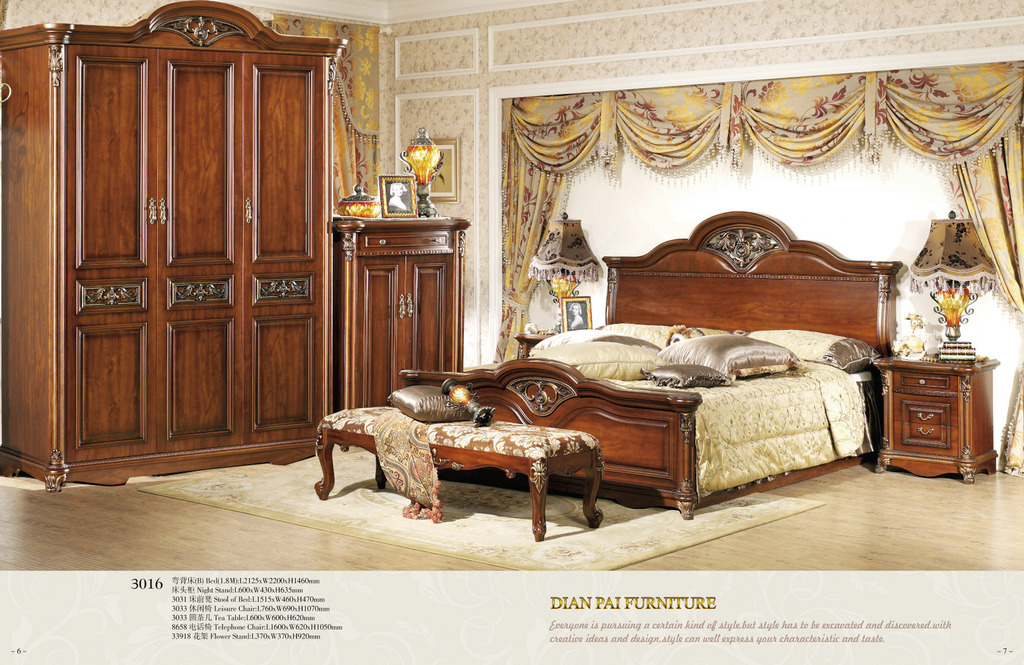 3016
弯背床(B) Bed(1.8M):L2125xW2200xH1460mm
床头柜 Night Stand:L600xW430xH635mm
3031 床前凳 Stool of Bed:L1515xW460xH470mm
3033 休闲椅 Leisure Chair:L760xW690xH1070mm
3033 圆茶几 Tea Table:L600xW600xH620mm
8658 电话椅 Telephone Chair:L1600xW620xH1050mm
33918 花架 Flower Stand:L370xW370xH920mm
DIAN PAI FURNITURE
Everyone is pursuing a certain kind of style,but style has to be excavated and discovered,with
creative ideas and design,style can well express your characteristic and taste.
– 6 –
– 7 –